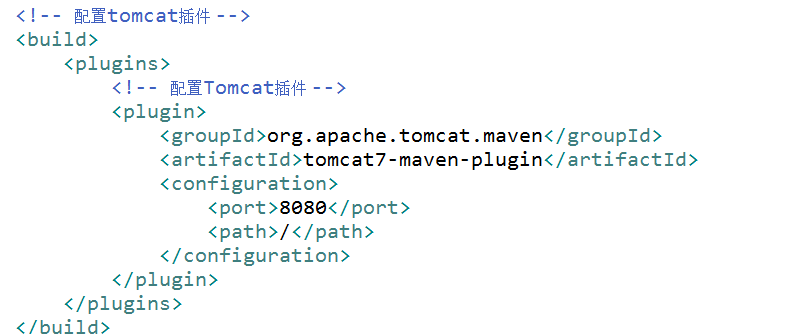 <!-- 配置tomcat插件 -->
<build>
    <plugins>
        <!-- 配置Tomcat插件 -->
        <plugin>
            <groupId>org.apache.tomcat.maven</groupId>
            <artifactId>tomcat7-maven-plugin</artifactId>
            <configuration>
                <port>8080</port>
                <path>/</path>
            </configuration>
        </plugin>
    </plugins>
</build>